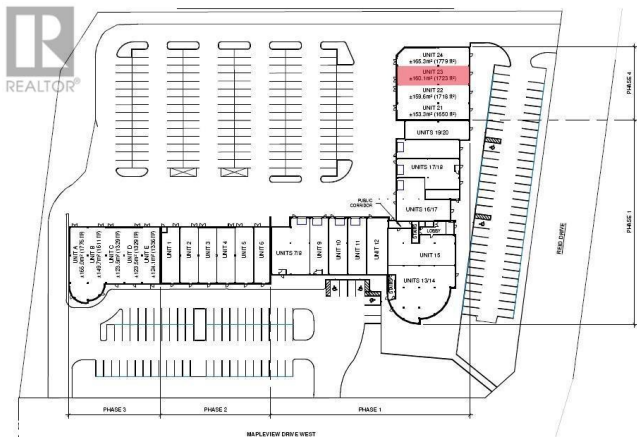 REALTOR®
UNIT 24
±165.3m² (1779 ft²)
UNIT 23
±160.1m² (1723 ft²)
UNIT 22
±159.6m² (1718 ft²)
UNIT 21
±153.3m² (1650 ft²)
UNITS 19/20
UNITS 17/18
PUBLIC
CORRIDOR
UNITS 16/17
LOBBY
UNIT 15
UNITS 13/14
UNIT A
UNIT B
UNIT C
UNIT D
UNIT E
UNIT 1
UNIT 2
UNIT 3
UNIT 4
UNIT 5
UNIT 6
UNITS 7/8
UNIT 9
UNIT 10
UNIT 11
UNIT 12
REID DRIVE
PHASE 4
PHASE 1
PHASE 3
PHASE 2
PHASE 1
MAPLEVIEW DRIVE WEST